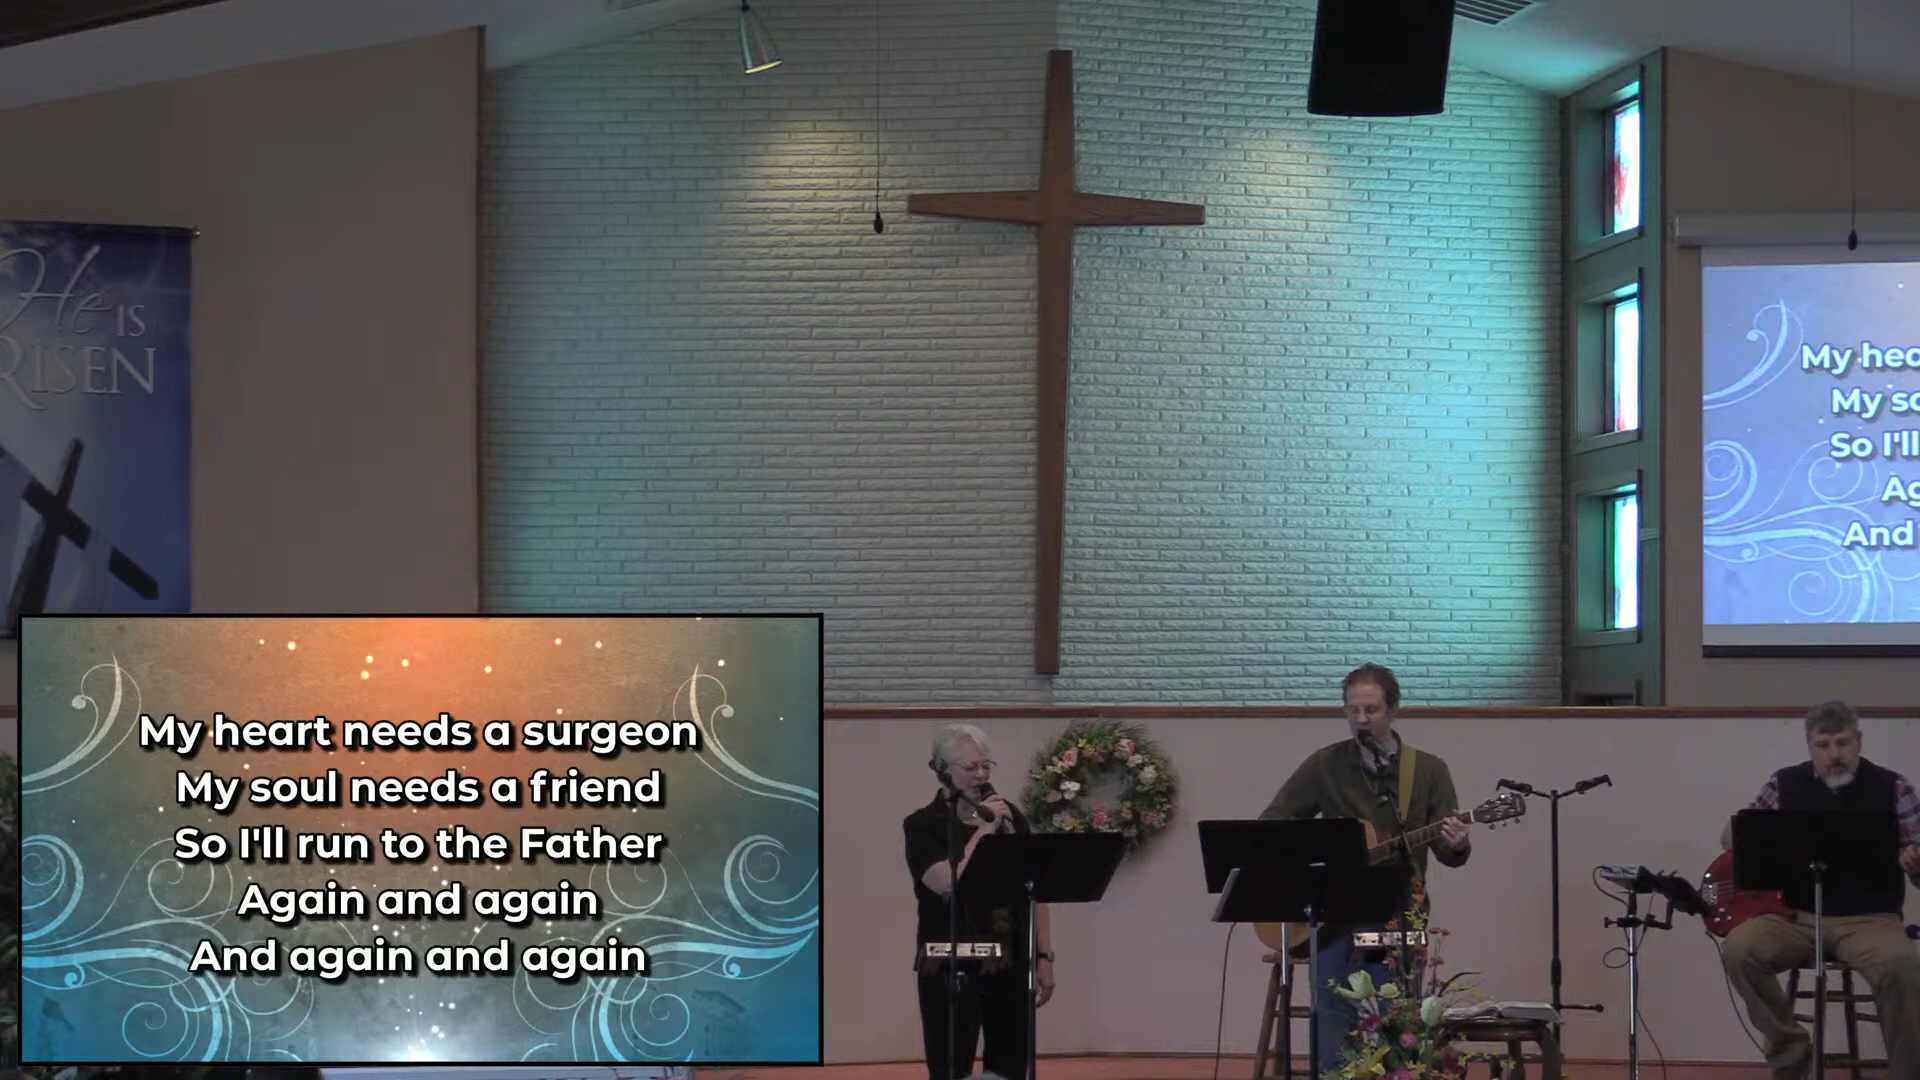 He IS
RISEN
My heart needs a surgeon
My soul needs a friend
So I'll run to the Father
Again and again
And again and again
My hea
My so
So I'll
Ag
And